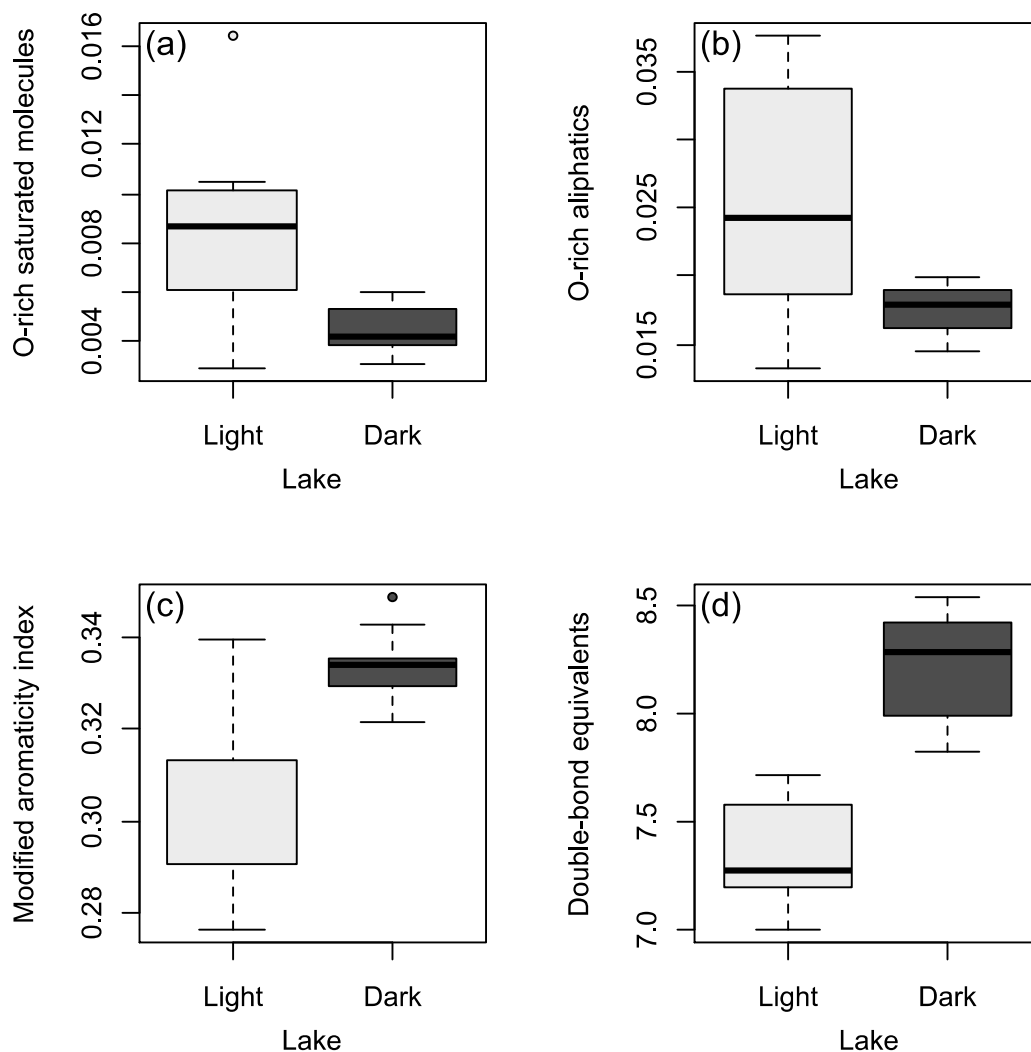 (a)
O-rich saturated molecules
0.016
0.012
0.008
0.004
Light Dark
Lake
(b)
O-rich aliphatics
0.035
0.025
0.015
Light Dark
Lake
(c)
Modified aromaticity index
0.34
0.32
0.30
0.28
Light Dark
Lake
(d)
Double-bond equivalents
8.5
8.0
7.5
7.0
Light Dark
Lake